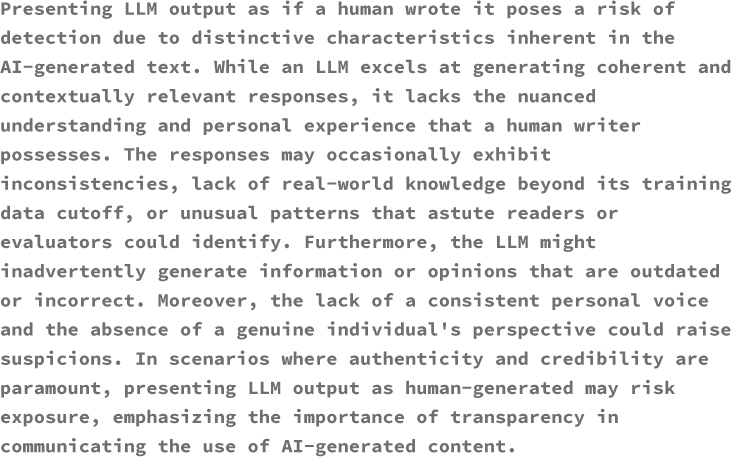 Presenting LLM output as if a human wrote it poses a risk of
detection due to distinctive characteristics inherent in the
AI-generated text. While an LLM excels at generating coherent and
contextually relevant responses, it lacks the nuanced
understanding and personal experience that a human writer
possesses. The responses may occasionally exhibit
inconsistencies, lack of real-world knowledge beyond its training
data cutoff, or unusual patterns that astute readers or
evaluators could identify. Furthermore, the LLM might
inadvertently generate information or opinions that are outdated
or incorrect. Moreover, the lack of a consistent personal voice
and the absence of a genuine individual's perspective could raise
suspicions. In scenarios where authenticity and credibility are
paramount, presenting LLM output as human-generated may risk
exposure, emphasizing the importance of transparency in
communicating the use of AI-generated content.